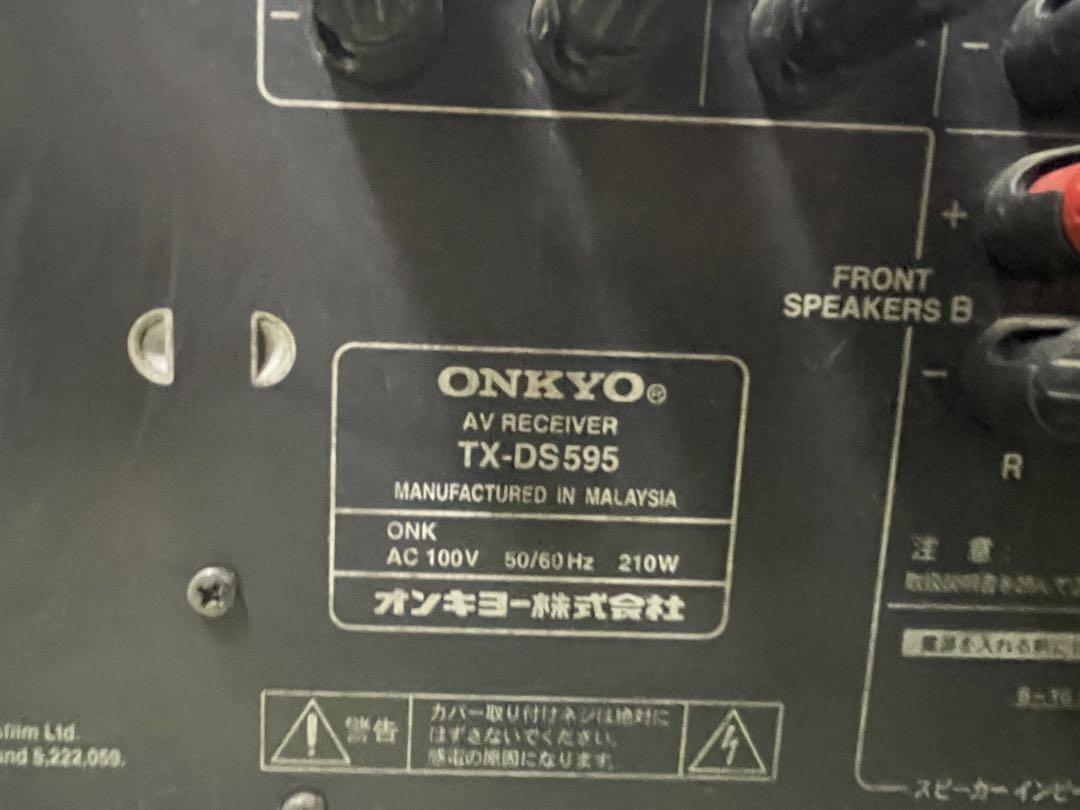 FRONT
SPEAKERS B
+
−
R
ONKYO®
AV RECEIVER
TX-DS595
MANUFACTURED IN MALAYSIA
ONK
AC 100V 50/60Hz 210W
オンキヨー株式会社
注意:
電源を入れる前に
警告
カバー取り付けネジは絶対に
はずさないでください。
感電の原因になります。
Ltd.
5,222,059.
スピーカーインピー